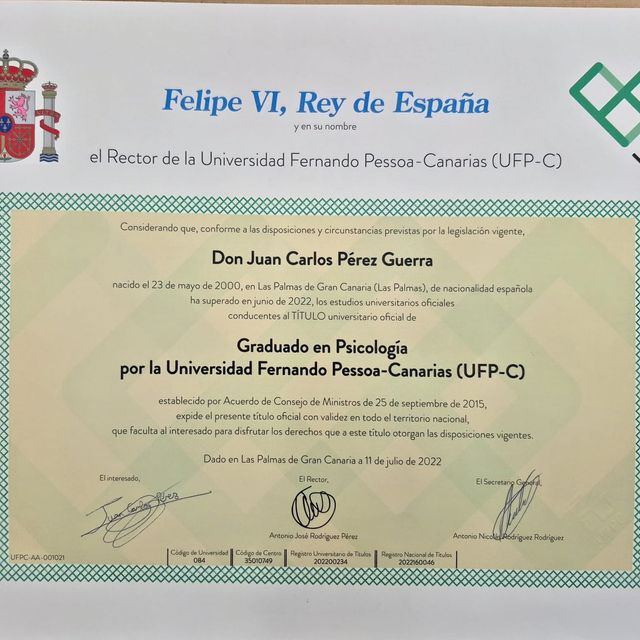 Felipe VI, Rey de España
y en su nombre
el Rector de la Universidad Fernando Pessoa-Canarias (UFP-C)
Considerando que, conforme a las disposiciones y circunstancias previstas por la legislación vigente,
Don Juan Carlos Pérez Guerra
nacido el 23 de mayo de 2000, en Las Palmas de Gran Canaria (Las Palmas), de nacionalidad española
ha superado en junio de 2022, los estudios universitarios oficiales
conducentes al TÍTULO universitario oficial de
Graduado en Psicología
por la Universidad Fernando Pessoa-Canarias (UFP-C)
establecido por Acuerdo de Consejo de Ministros de 25 de septiembre de 2015,
expide el presente título oficial con validez en todo el territorio nacional,
que faculta al interesado para disfrutar los derechos que a este título otorgan las disposiciones vigentes.
Dado en Las Palmas de Gran Canaria a 11 de julio de 2022
El interesado, El Rector, El Secretario General,
Juan Carlos Pérez
Antonio José Rodríguez Pérez Antonio Nicolás Rodríguez Rodríguez
UFPC-AA-001021
Código de Universidad Código de Centro Registro Universitario de Títulos Registro Nacional de Títulos
084 35010749 202200234 2022160046